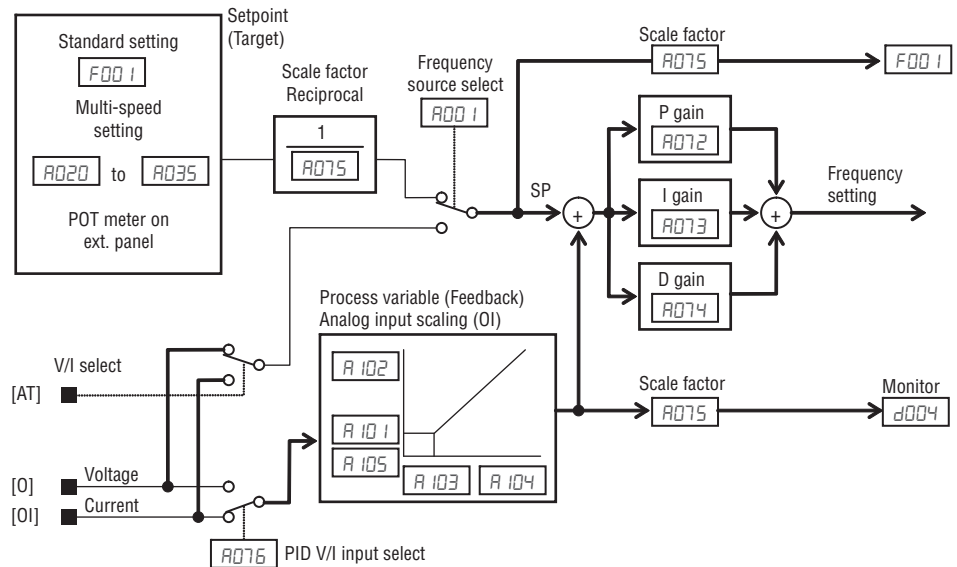 Setpoint
(Target)
Standard setting
F001
Multi-speed
setting
A020 to A035
POT meter on
ext. panel
Scale factor
Reciprocal
1
A075
Frequency
source select
A001
Scale factor
A075
F001
P gain
A072
SP
+
I gain
A073
+
Frequency
setting
D gain
A074
Process variable (Feedback)
Analog input scaling (OI)
A102
A101
A105
A103
A104
V/I select
[AT]
Scale factor
A075
Monitor
d004
[O]
Voltage
[OI]
Current
A076
PID V/I input select